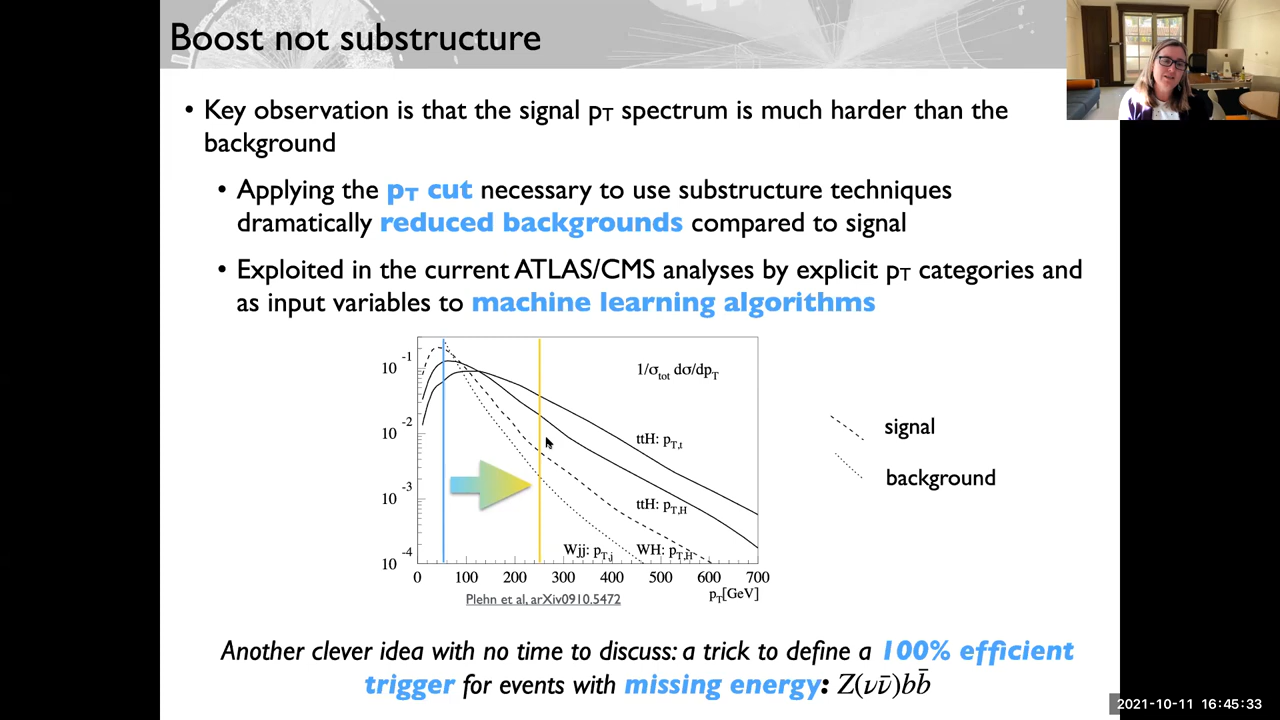 Boost not substructure
• Key observation is that the signal pT spectrum is much harder than the
background
• Applying the pT cut necessary to use substructure techniques
dramatically reduced backgrounds compared to signal
• Exploited in the current ATLAS/CMS analyses by explicit pT categories and
as input variables to machine learning algorithms
1/σtot dσ/dpT
10 -1
10 -2
10 -3
10 -4
ttH: pT,t
ttH: pT,H
Wjj: pT,j
WH: pT,H
0 100 200 300 400 500 600 700
pT[GeV]
signal
background
Plehn et al, arXiv0910.5472
Another clever idea with no time to discuss: a trick to define a 100% efficient
trigger for events with missing energy: Z(νν̄)bb̄
2021-10-11 16:45:33